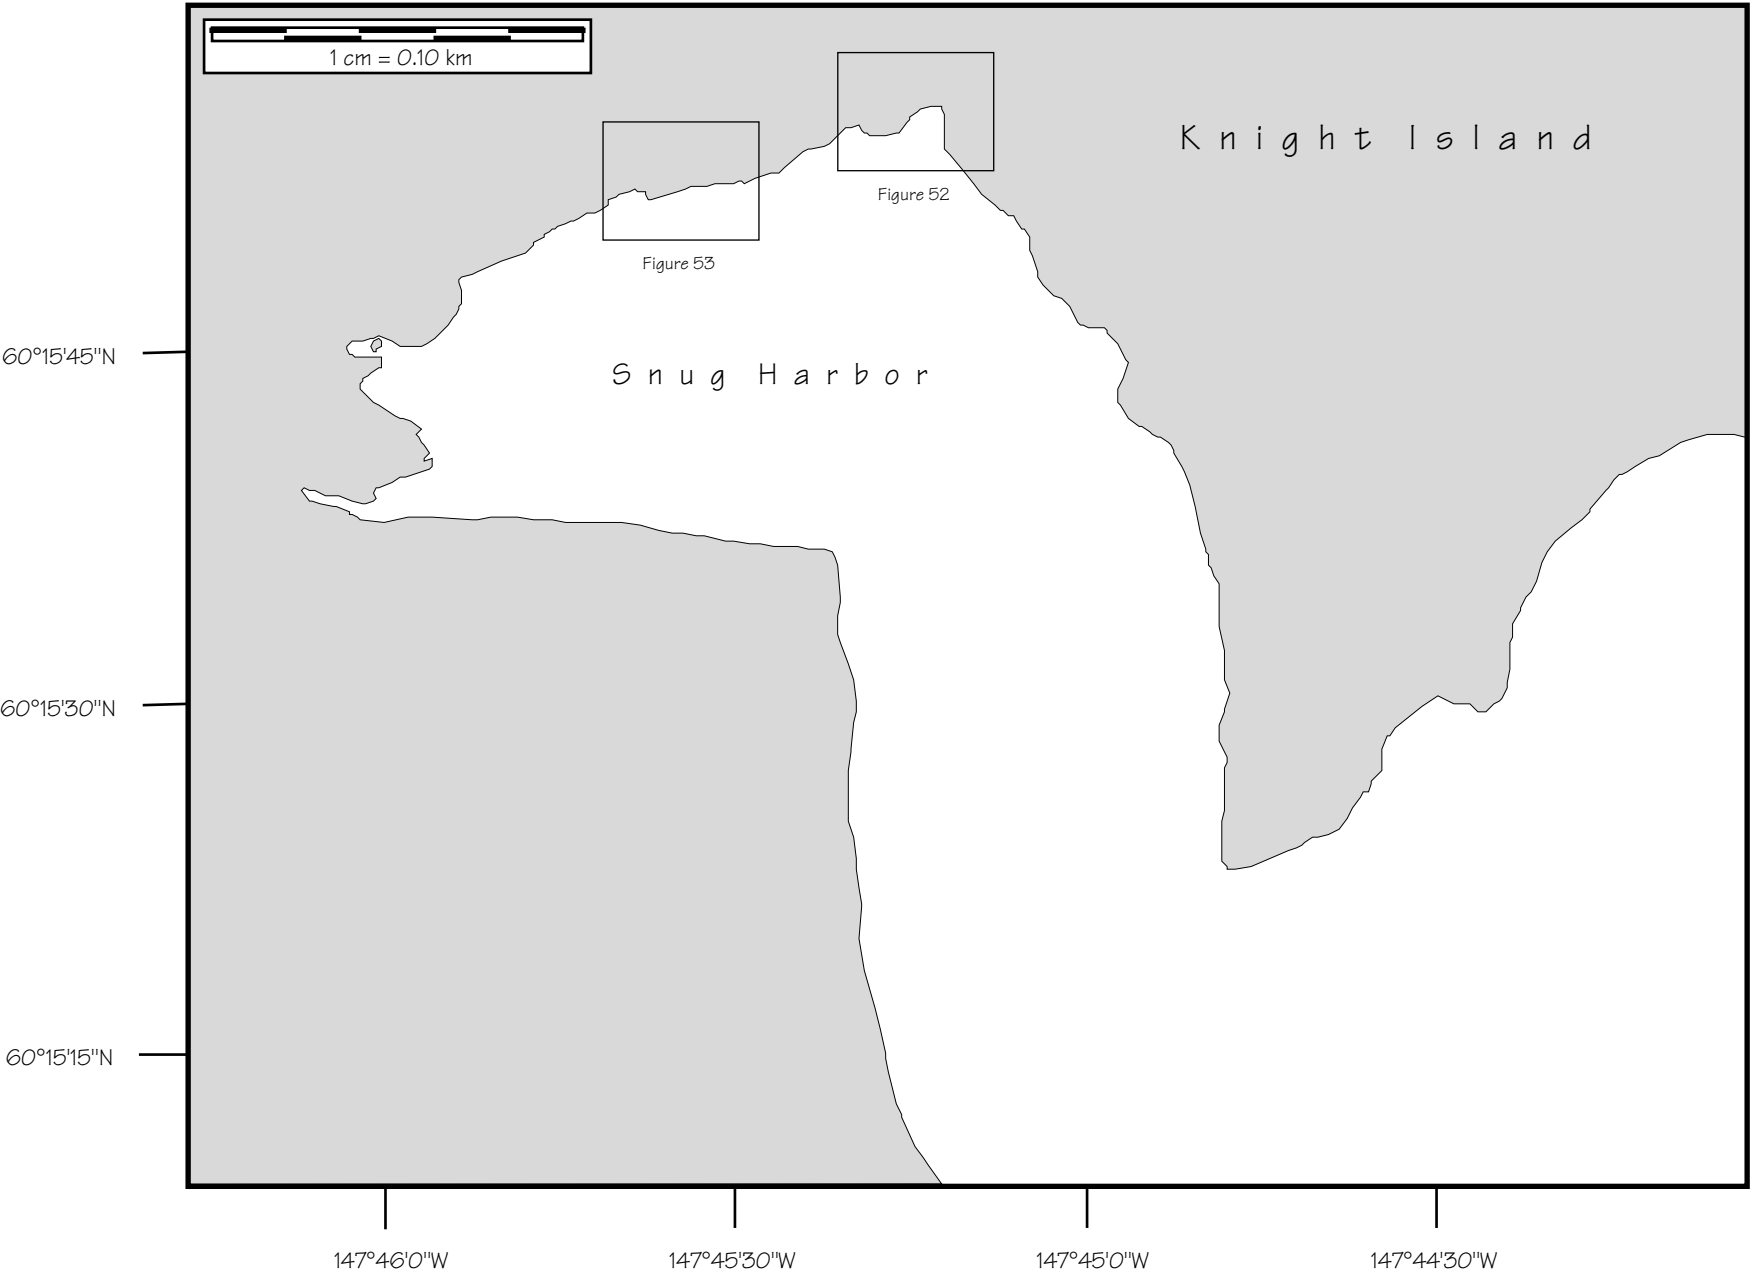 1 cm = 0.10 km
Knight Island
Figure 52
Figure 53
60°15'45"N
Snug Harbor
60°15'30"N
60°15'15"N
147°46'0"W
147°45'30"W
147°45'0"W
147°44'30"W